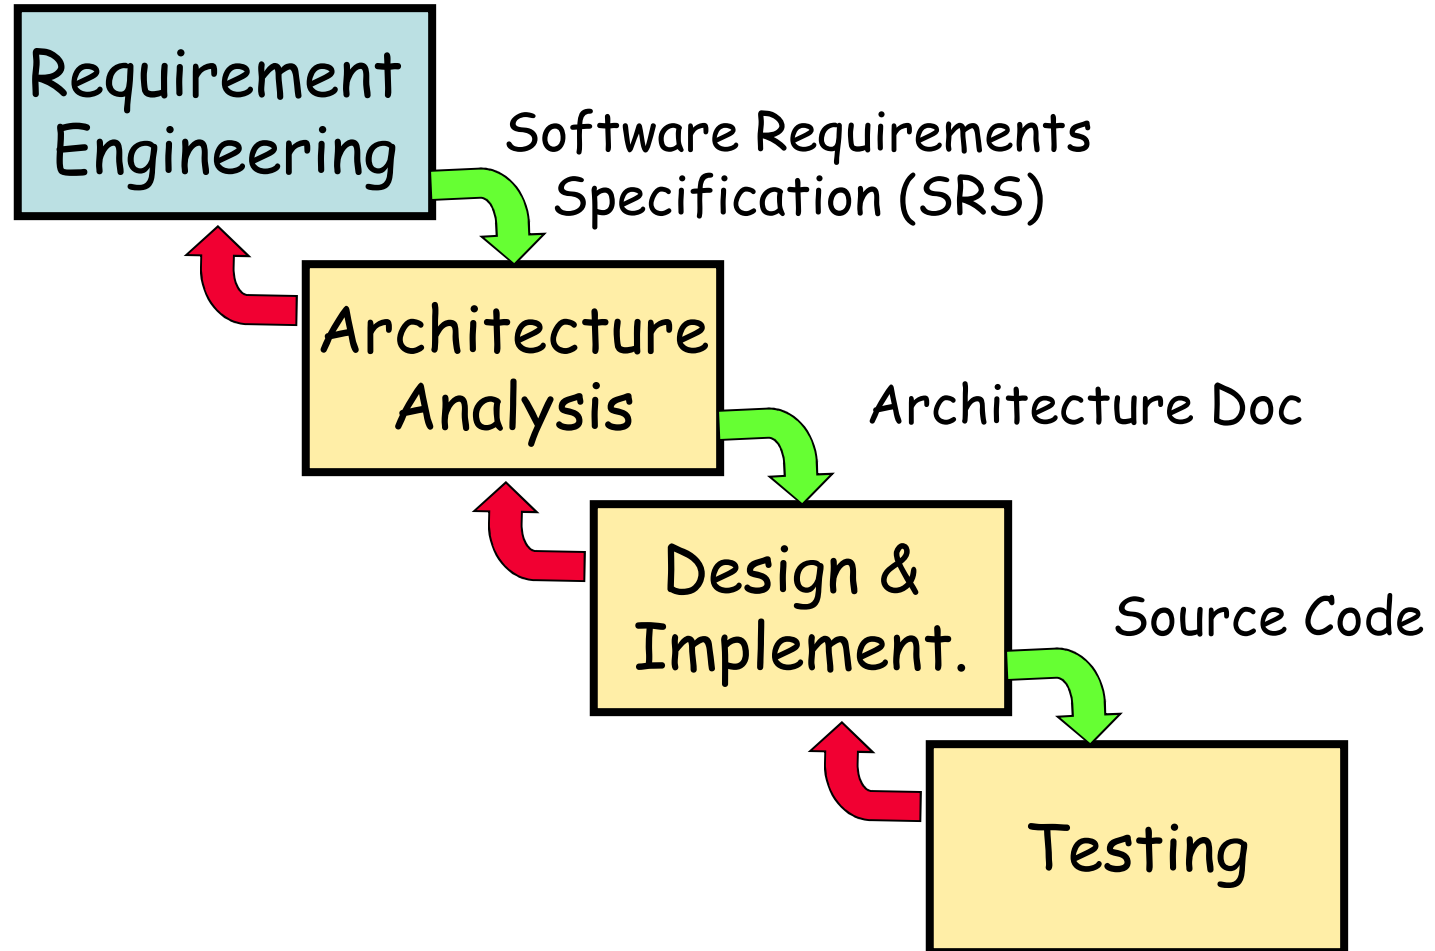 Requirement
Engineering
Software Requirements
Specification (SRS)
Architecture
Analysis
Architecture Doc
Design &
Implement.
Source Code
Testing